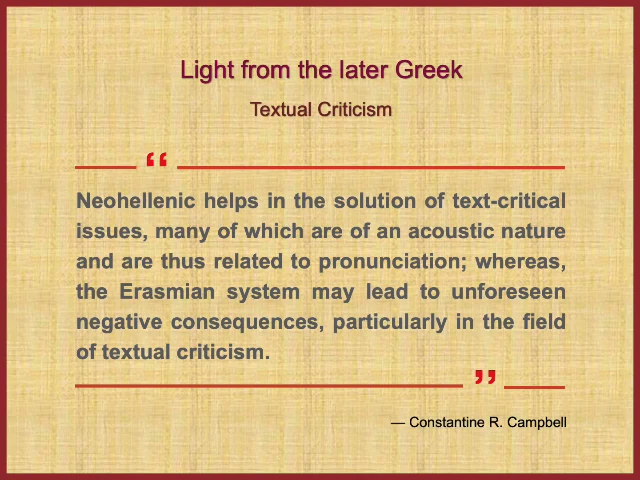 Light from the later Greek
Textual Criticism
“
Neohellenic helps in the solution of text-critical
issues, many of which are of an acoustic nature
and are thus related to pronunciation; whereas,
the Erasmian system may lead to unforeseen
negative consequences, particularly in the field
of textual criticism.
”
— Constantine R. Campbell